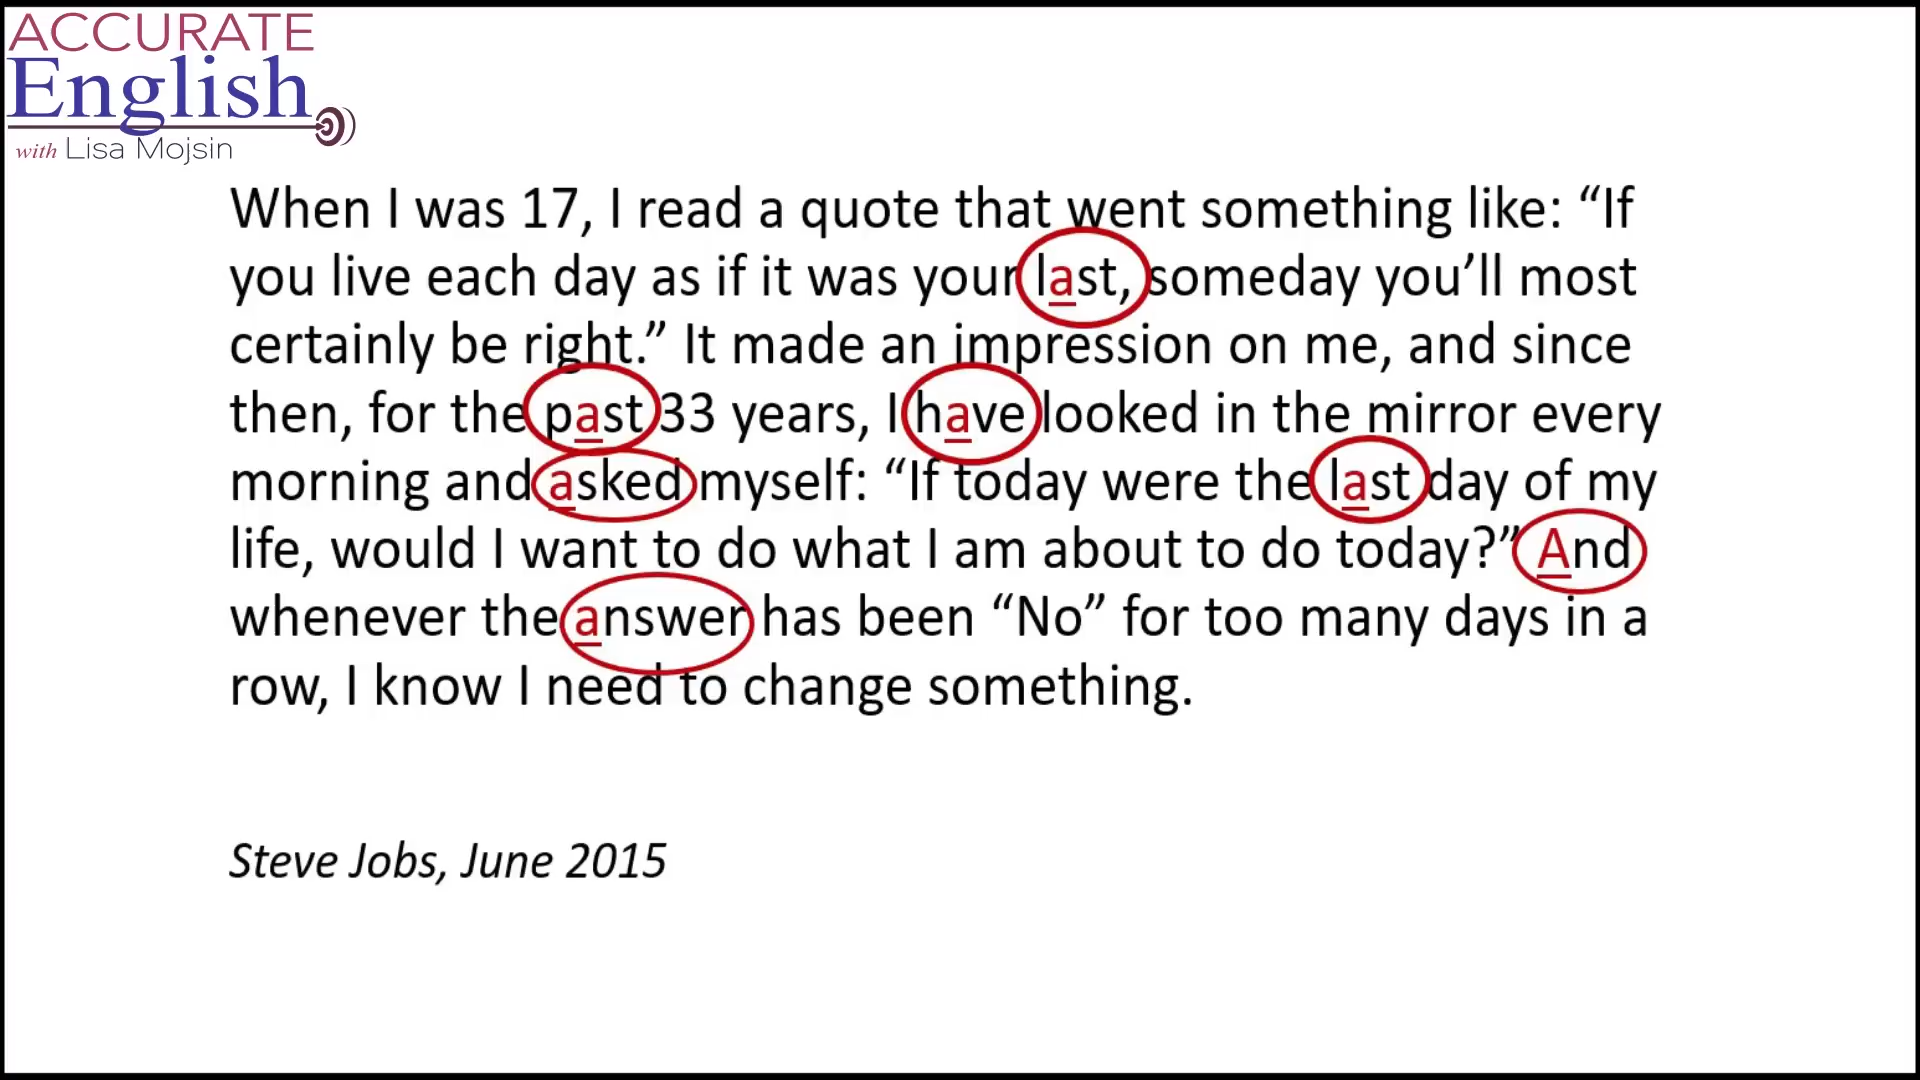 ACCURATE
English
with Lisa Mojsin
When I was 17, I read a quote that went something like: “If
you live each day as if it was your last, someday you’ll most
certainly be right.” It made an impression on me, and since
then, for the past 33 years, I have looked in the mirror every
morning and asked myself: “If today were the last day of my
life, would I want to do what I am about to do today?” And
whenever the answer has been “No” for too many days in a
row, I know I need to change something.
Steve Jobs, June 2015